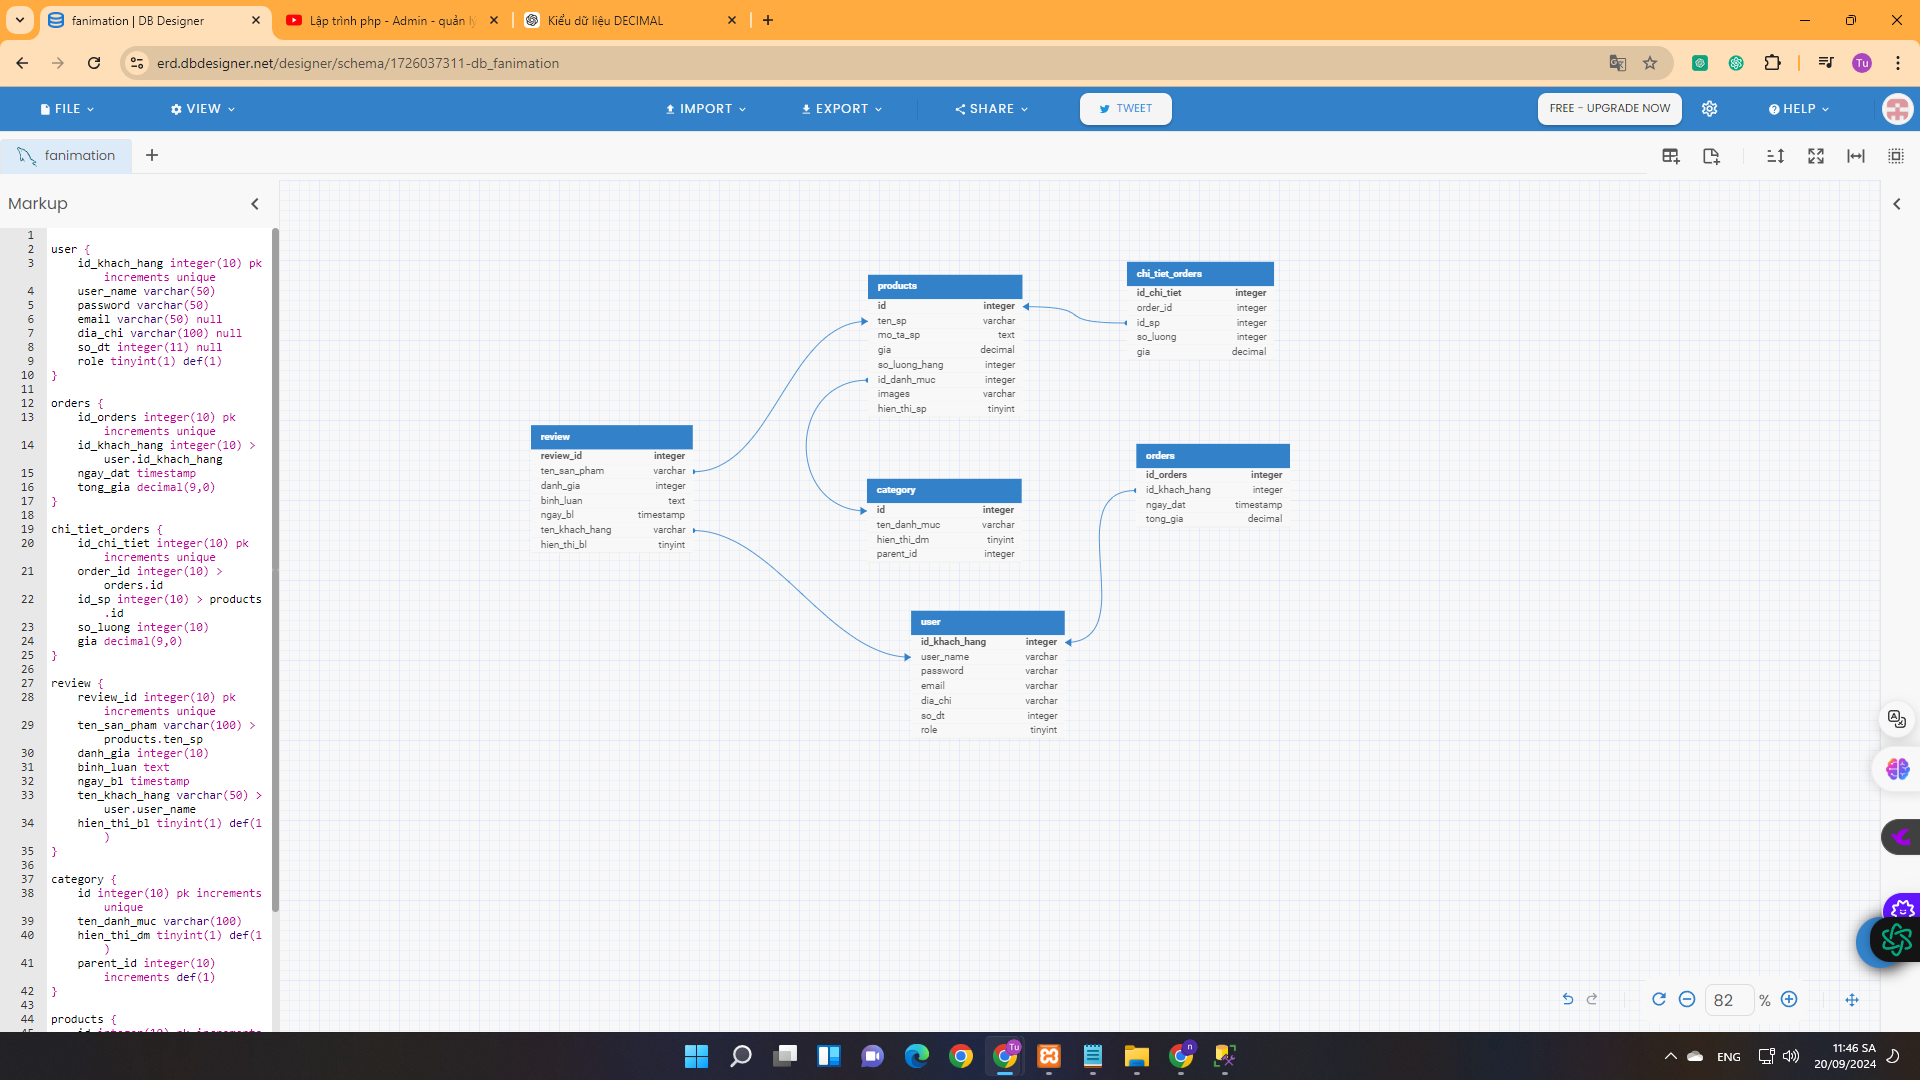 fanimation | DB Designer
Lập trình php - Admin - quản lý
Kiểu dữ liệu DECIMAL
erd.dbdesigner.net/designer/schema/1726037311-db_fanimation
Tu
FILE
VIEW
IMPORT
EXPORT
SHARE
TWEET
FREE - UPGRADE NOW
HELP
fanimation
Markup
1
2 user {
3 id_khach_hang integer(10) pk
increments unique
4 user_name varchar(50)
5 password varchar(50)
6 email varchar(50) null
7 dia_chi varchar(100) null
8 so_dt integer(11) null
9 role tinyint(1) def(1)
10 }
11
12 orders {
13 id_orders integer(10) pk
increments unique
14 id_khach_hang integer(10) >
user.id_khach_hang
15 ngay_dat timestamp
16 tong_gia decimal(9,0)
17 }
18
19 chi_tiet_orders {
20 id_chi_tiet integer(10) pk
increments unique
21 order_id integer(10) >
orders.id
22 id_sp integer(10) > products
.id
23 so_luong integer(10)
24 gia decimal(9,0)
25 }
26
27 review {
28 review_id integer(10) pk
increments unique
29 ten_san_pham varchar(100) >
products.ten_sp
30 danh_gia integer(10)
31 binh_luan text
32 ngay_bl timestamp
33 ten_khach_hang varchar(50) >
user.user_name
34 hien_thi_bl tinyint(1) def(1
)
35 }
36
37 category {
38 id integer(10) pk increments
unique
39 ten_danh_muc varchar(100)
40 hien_thi_dm tinyint(1) def(1
)
41 parent_id integer(10)
increments def(1)
42 }
43
44 products {
45 id integer(10) pk increments
products
id integer
ten_sp varchar
mo_ta_sp text
gia decimal
so_luong_hang integer
id_danh_muc integer
images varchar
hien_thi_sp tinyint
chi_tiet_orders
id_chi_tiet integer
order_id integer
id_sp integer
so_luong integer
gia decimal
review
review_id integer
ten_san_pham varchar
danh_gia integer
binh_luan text
ngay_bl timestamp
ten_khach_hang varchar
hien_thi_bl tinyint
category
id integer
ten_danh_muc varchar
hien_thi_dm tinyint
parent_id integer
orders
id_orders integer
id_khach_hang integer
ngay_dat timestamp
tong_gia decimal
user
id_khach_hang integer
user_name varchar
password varchar
email varchar
dia_chi varchar
so_dt integer
role tinyint
82 %
Tu
n
ENG
11:46 SA
20/09/2024